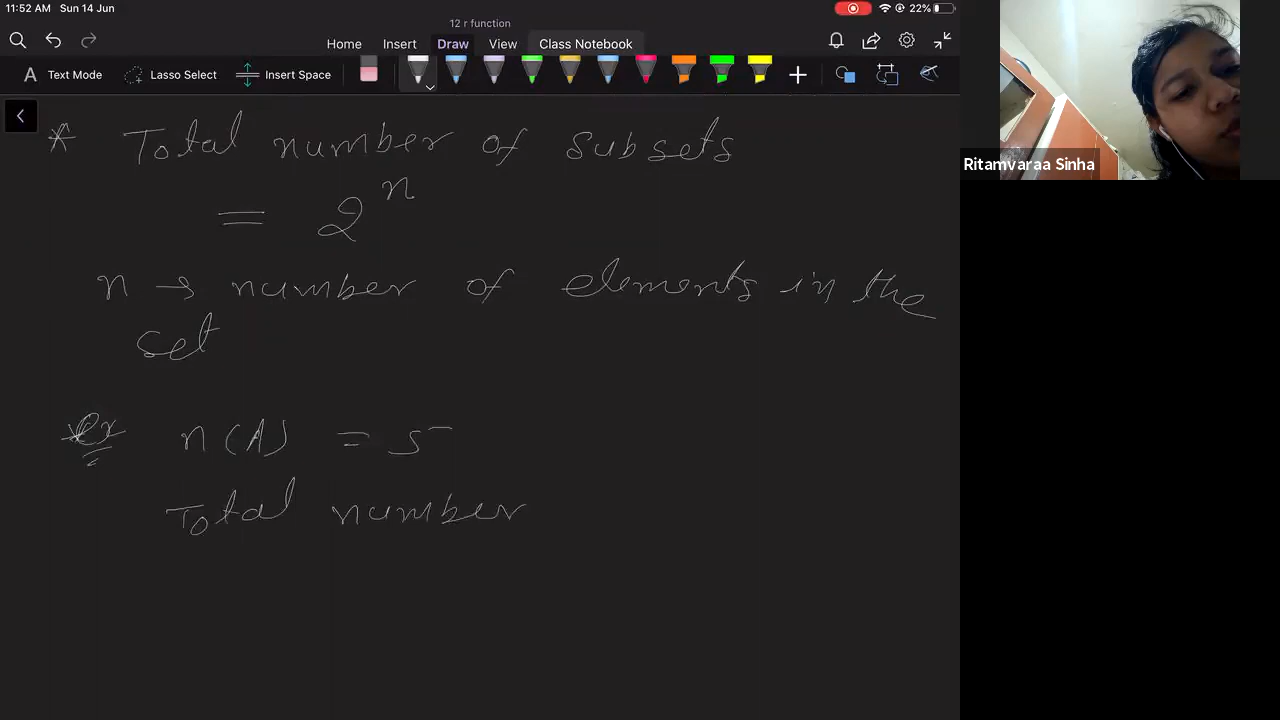 11:52 AM Sun 14 Jun
22%
12 r function
Home Insert Draw View Class Notebook
Text Mode Lasso Select Insert Space
* Total number of subsets
= 2^n
n → number of elements in the
set
Ex n(A) = 5
Total number
Ritamvaraa Sinha